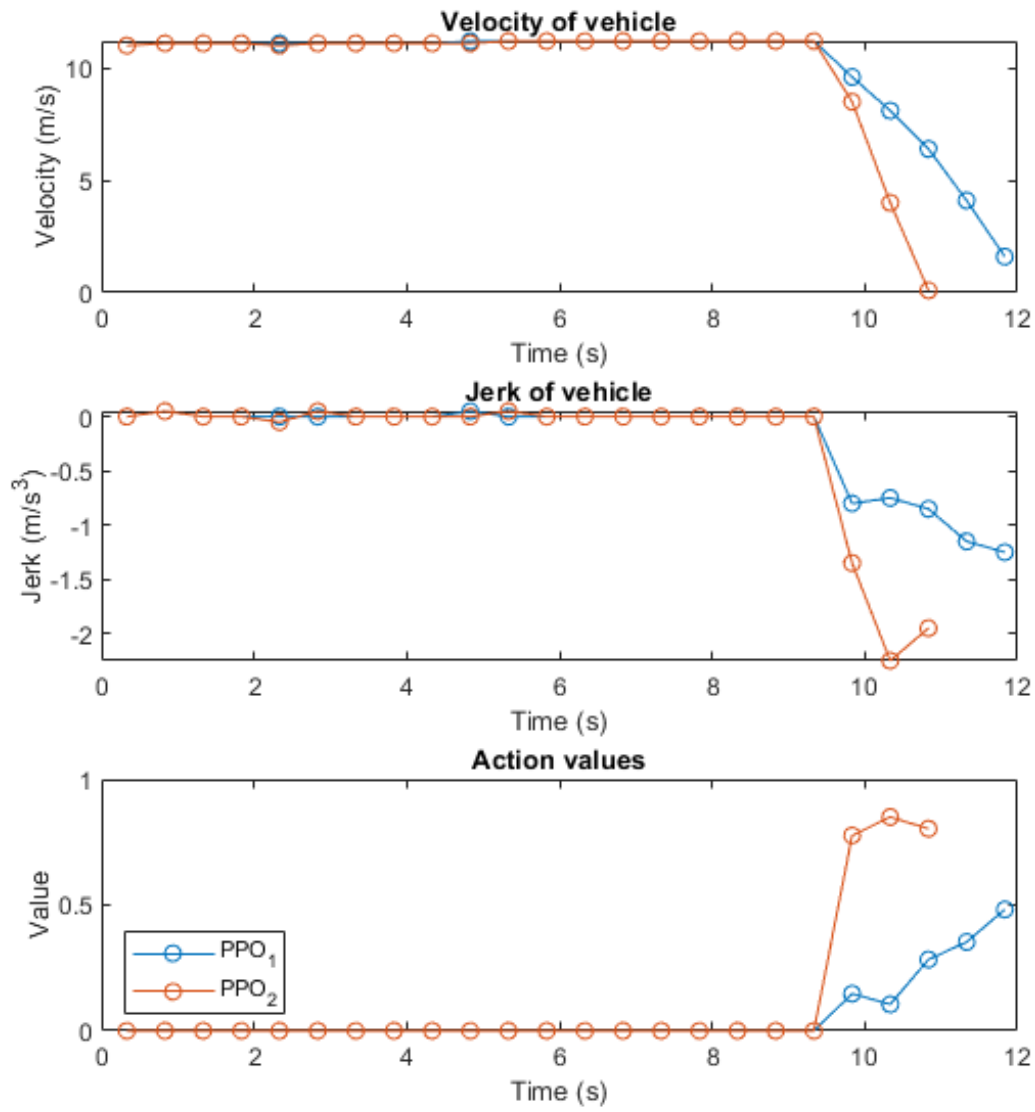 Velocity of vehicle
10
5
0
Velocity (m/s)
0 2 4 6 8 10 12
Time (s)
Jerk of vehicle
0
-0.5
-1
-1.5
-2
Jerk (m/s³)
0 2 4 6 8 10 12
Time (s)
Action values
1
0.5
0
Value
PPO₁
PPO₂
0 2 4 6 8 10 12
Time (s)